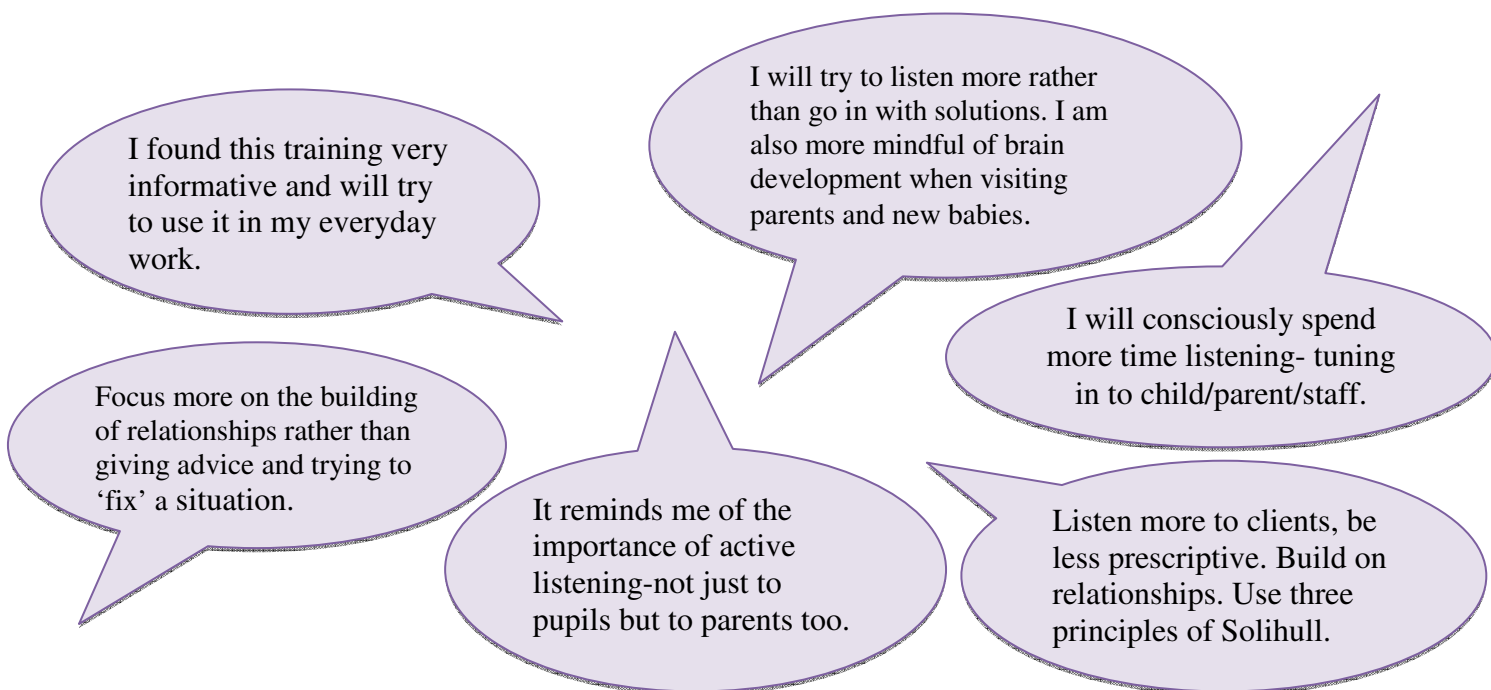 I found this training very
informative and will try
to use it in my everyday
work.
I will try to listen more rather
than go in with solutions. I am
also more mindful of brain
development when visiting
parents and new babies.
I will consciously spend
more time listening- tuning
in to child/parent/staff.
Focus more on the building
of relationships rather than
giving advice and trying to
‘fix’ a situation.
It reminds me of the
importance of active
listening-not just to
pupils but to parents too.
Listen more to clients, be
less prescriptive. Build on
relationships. Use three
principles of Solihull.